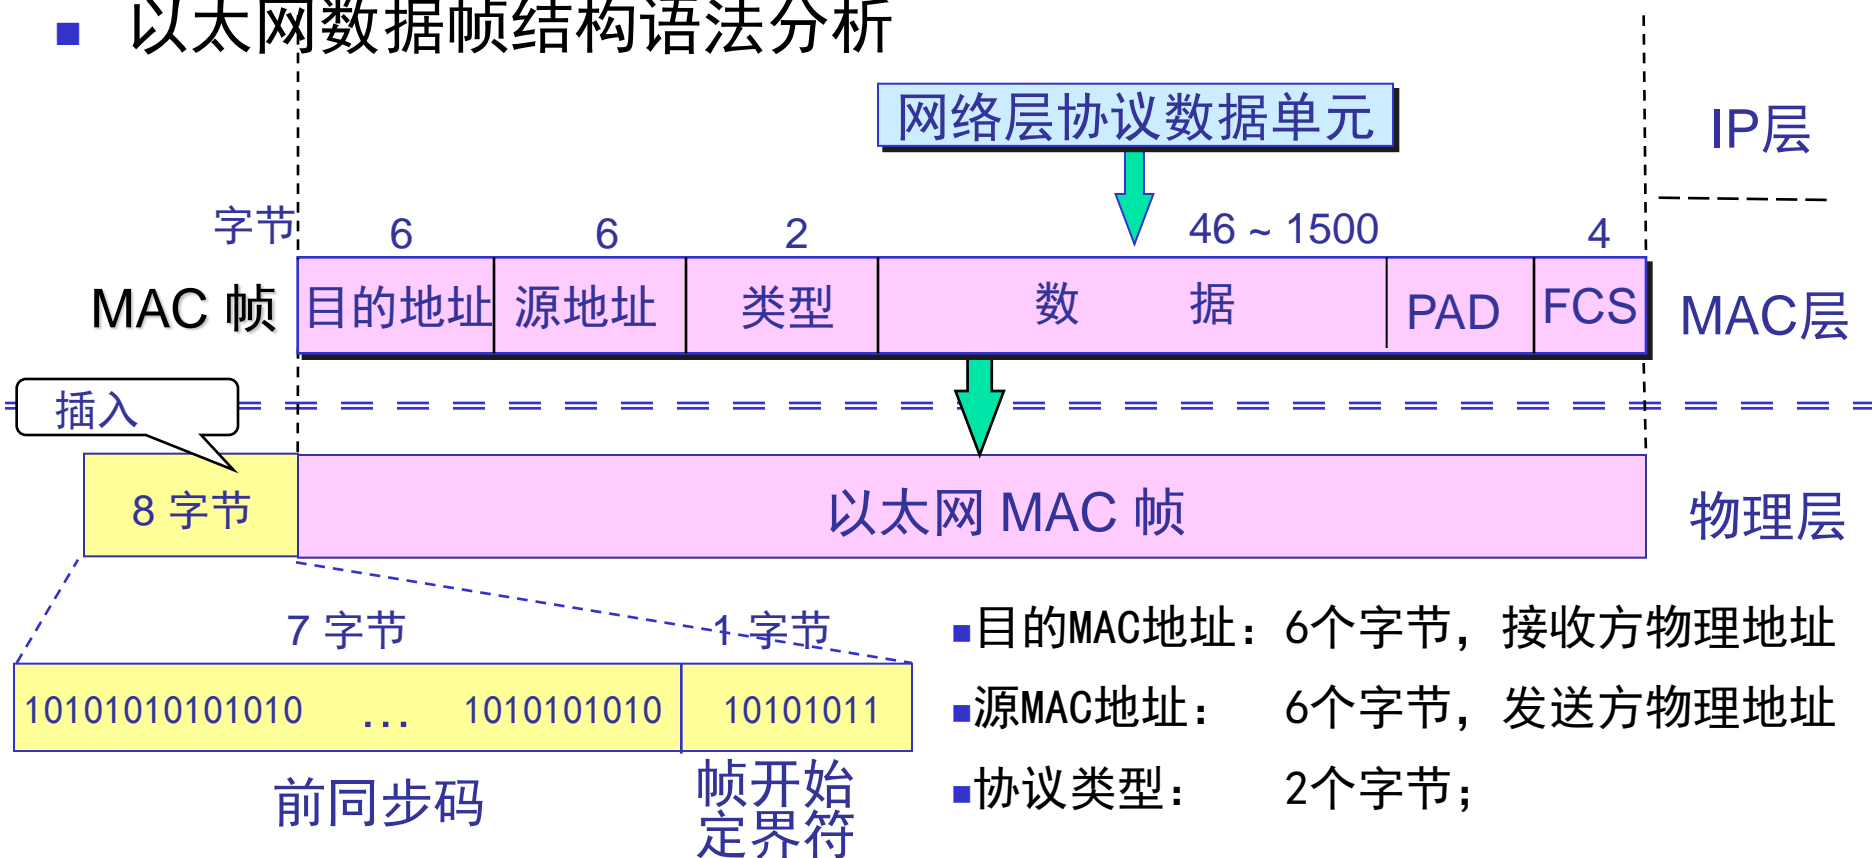 以太网数据帧结构语法分析
网络层协议数据单元
IP层
字节 6 6 2 46 ~ 1500 4
MAC 帧 目的地址 源地址 类型 数 据 PAD FCS MAC层
插入
8 字节 以太网 MAC 帧 物理层
7 字节 1 字节
10101010101010 ... 1010101010 10101011
前同步码 帧开始
定界符
目的MAC地址：6个字节，接收方物理地址
源MAC地址： 6个字节，发送方物理地址
协议类型： 2个字节；